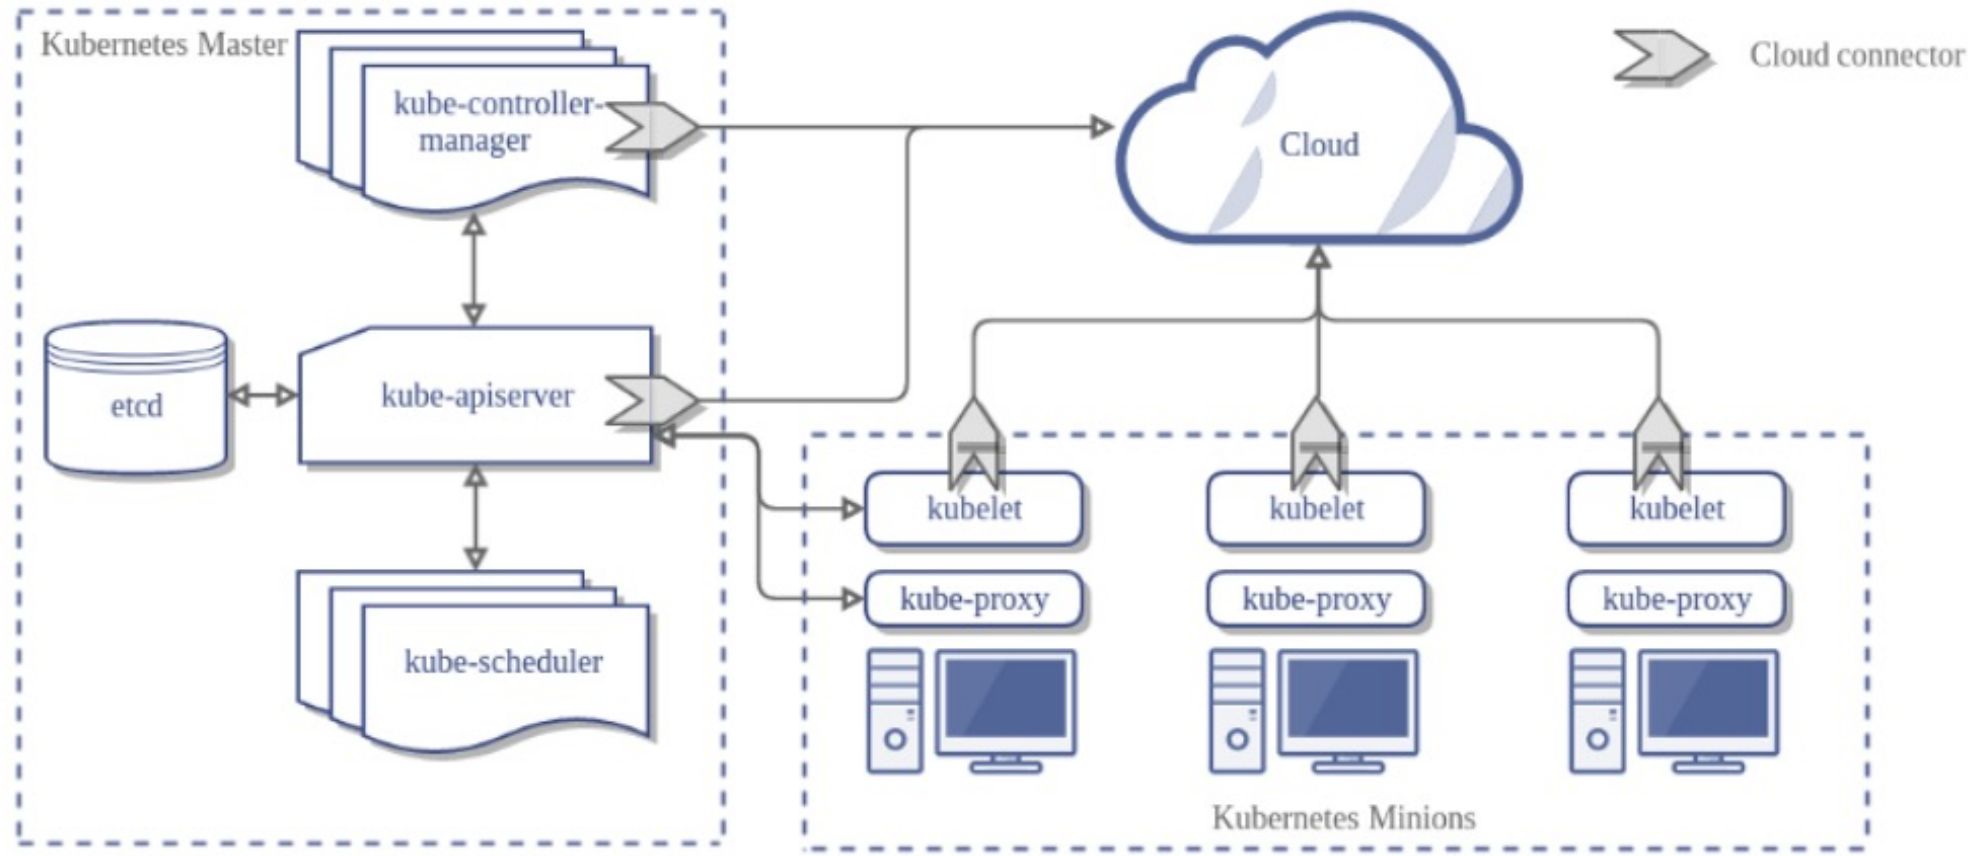 Kubernetes Master
kube-controller-
manager
Cloud
Cloud connector
etcd
kube-apiserver
kube-scheduler
kubelet
kubelet
kubelet
kube-proxy
kube-proxy
kube-proxy
Kubernetes Minions